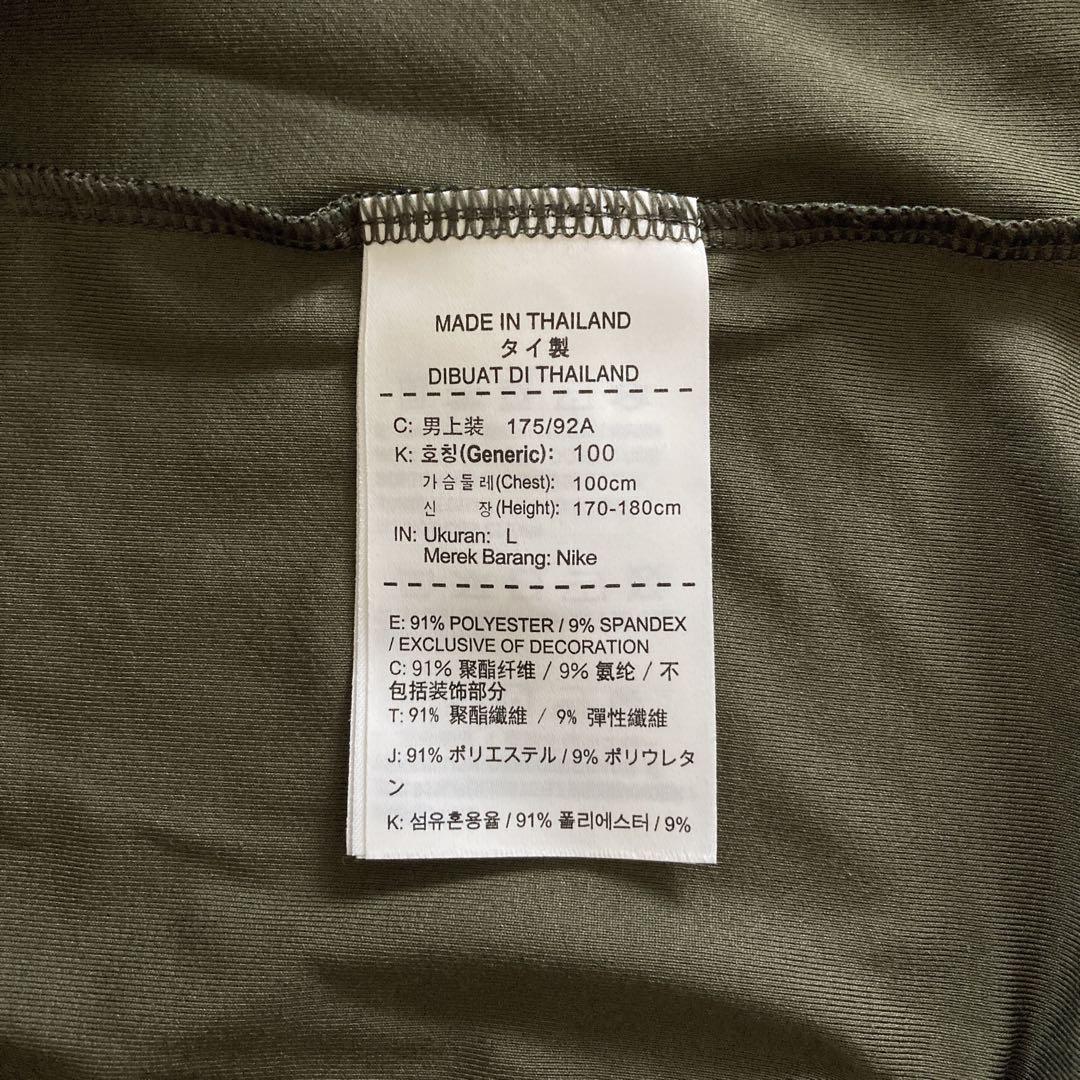 MADE IN THAILAND
タイ製
DIBUAT DI THAILAND
C: 男上装 175/92A
K: 호칭(Generic): 100
가슴둘레(Chest): 100cm
신 장(Height): 170-180cm
IN: Ukuran: L
Merek Barang: Nike
E: 91% POLYESTER / 9% SPANDEX
/ EXCLUSIVE OF DECORATION
C: 91% 聚酯纤维 / 9% 氨纶 / 不
包括装饰部分
T: 91% 聚酯纖維 / 9% 彈性纖維
J: 91% ポリエステル / 9% ポリウレタ
ン
K: 섬유혼용율 / 91% 폴리에스터 / 9%